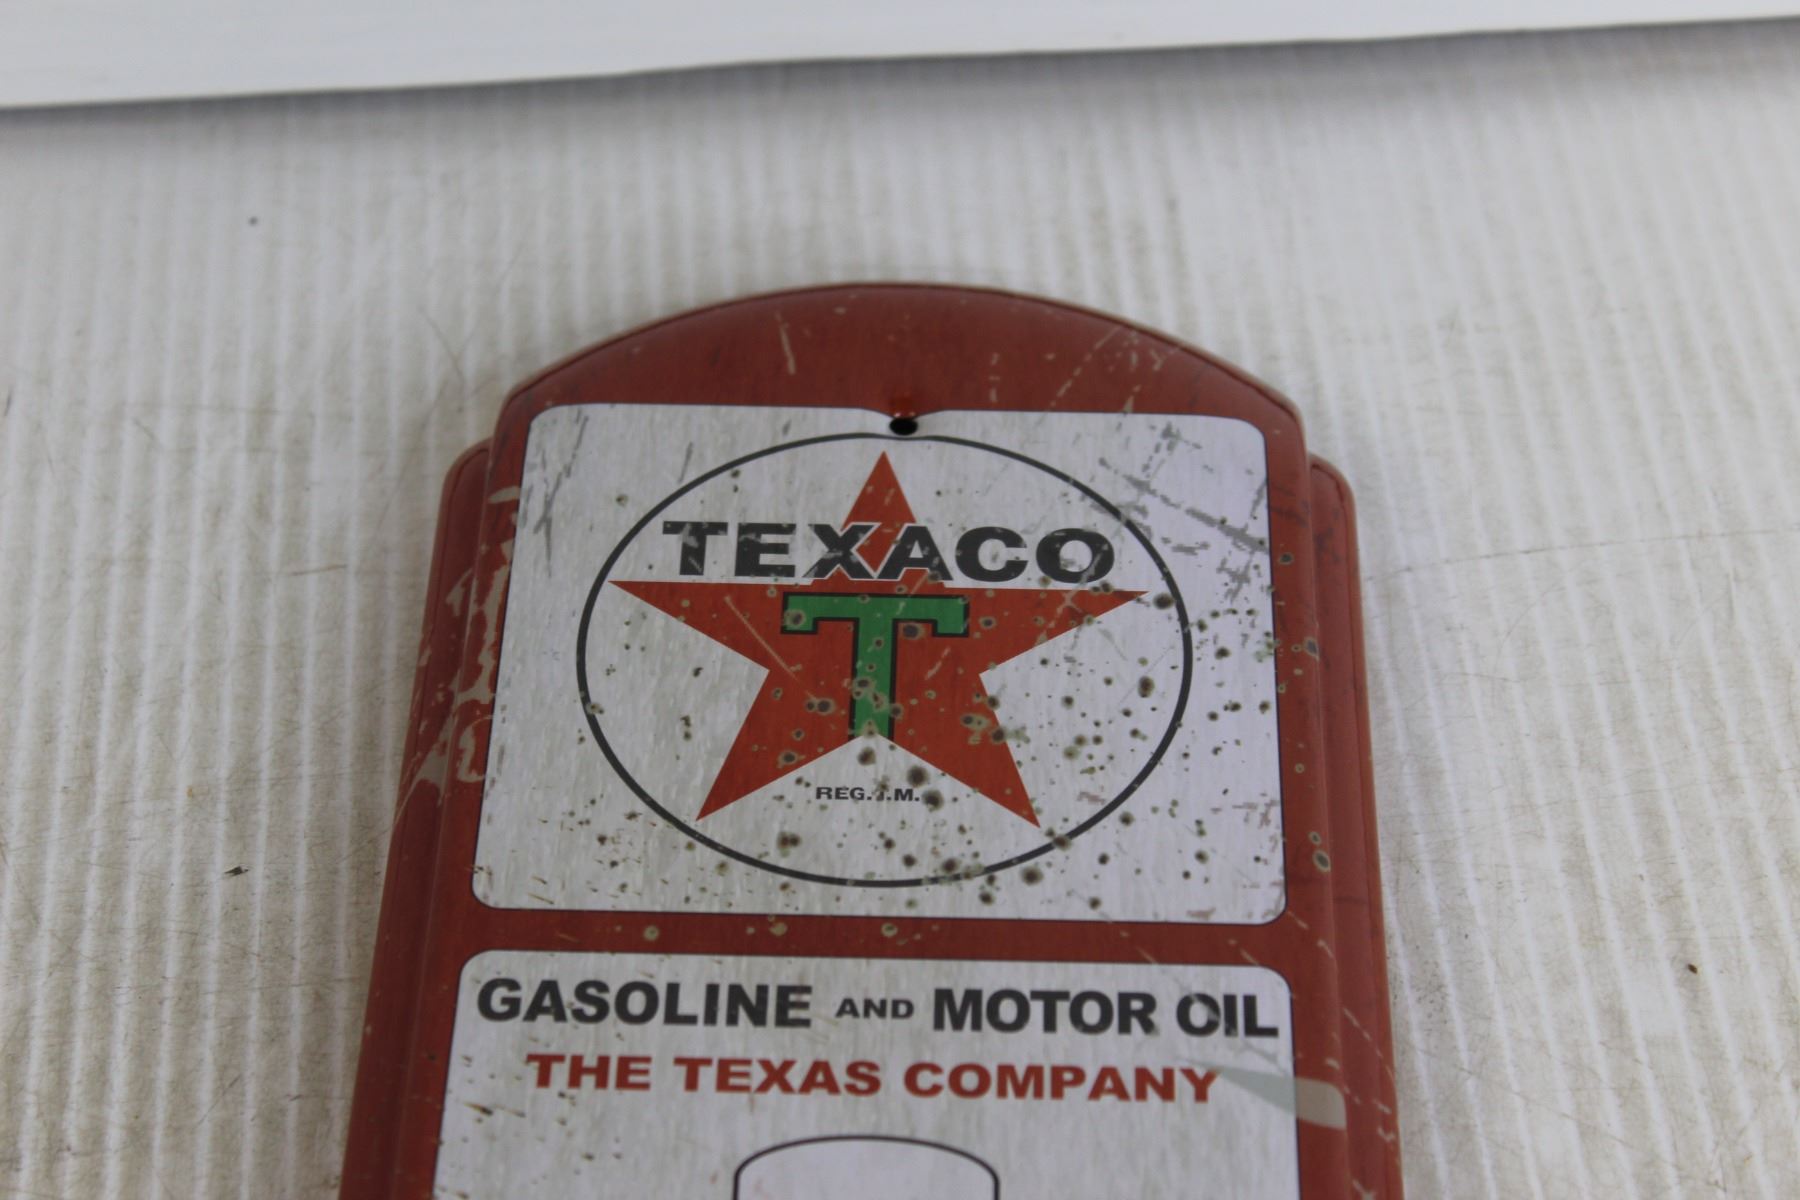 TEXACO
T
REG. T.M.
GASOLINE AND MOTOR OIL
THE TEXAS COMPANY